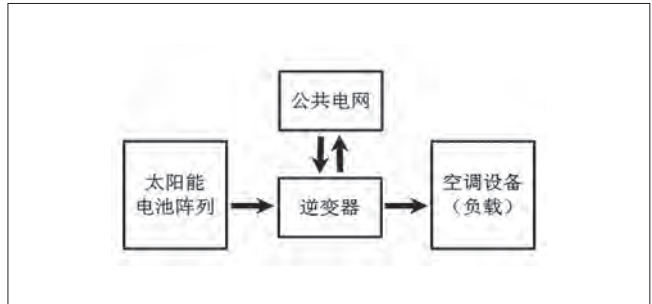 公共电网
太阳能
电池阵列
逆变器
空调设备
（负载）